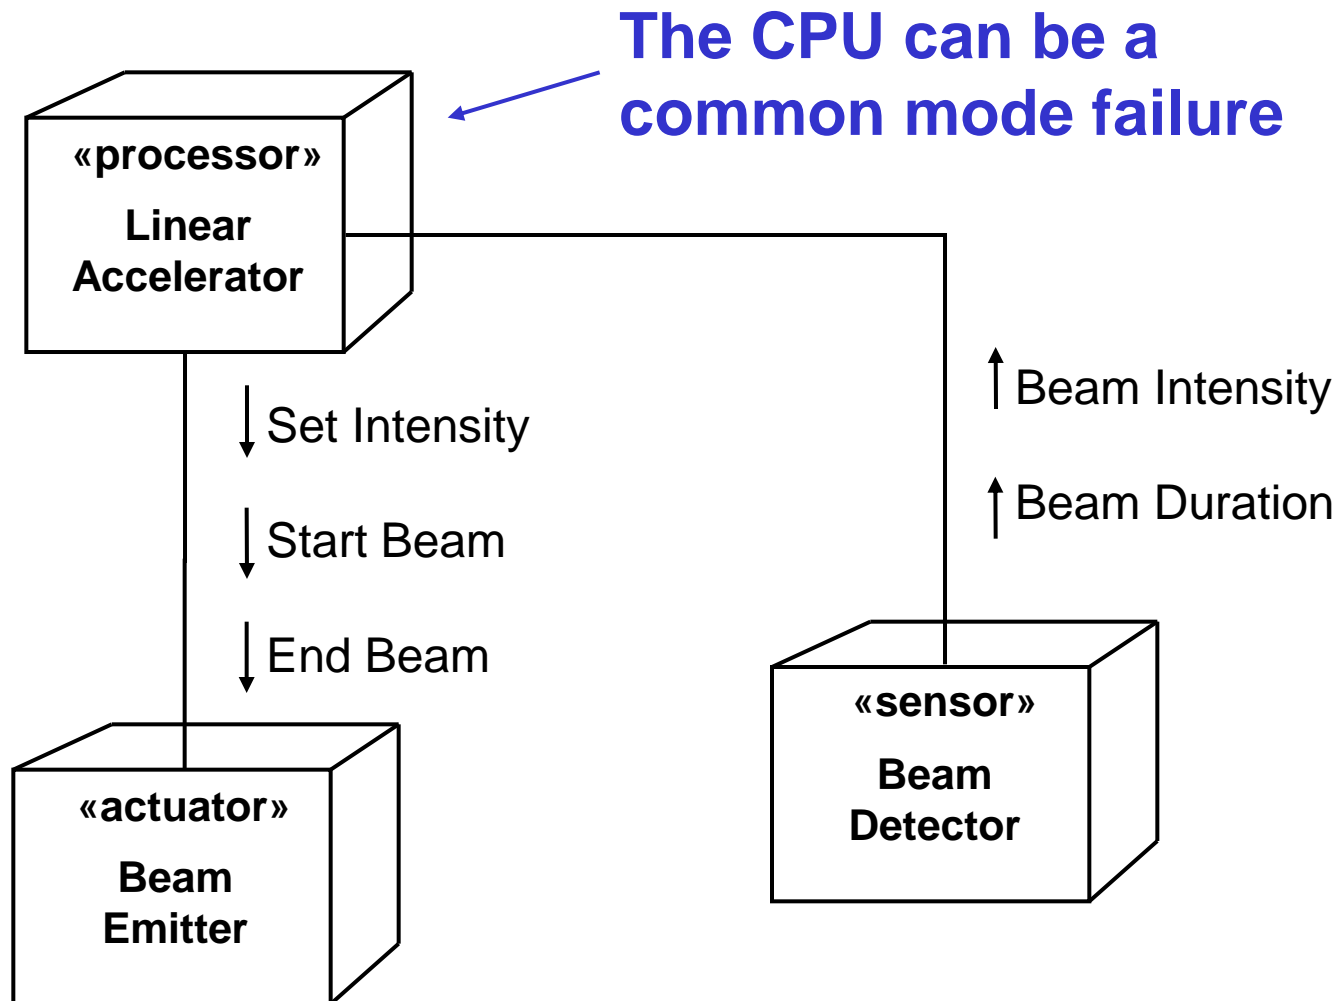 The CPU can be a
common mode failure
«processor»
Linear
Accelerator
Set Intensity
Start Beam
End Beam
Beam Intensity
Beam Duration
«actuator»
Beam
Emitter
«sensor»
Beam
Detector